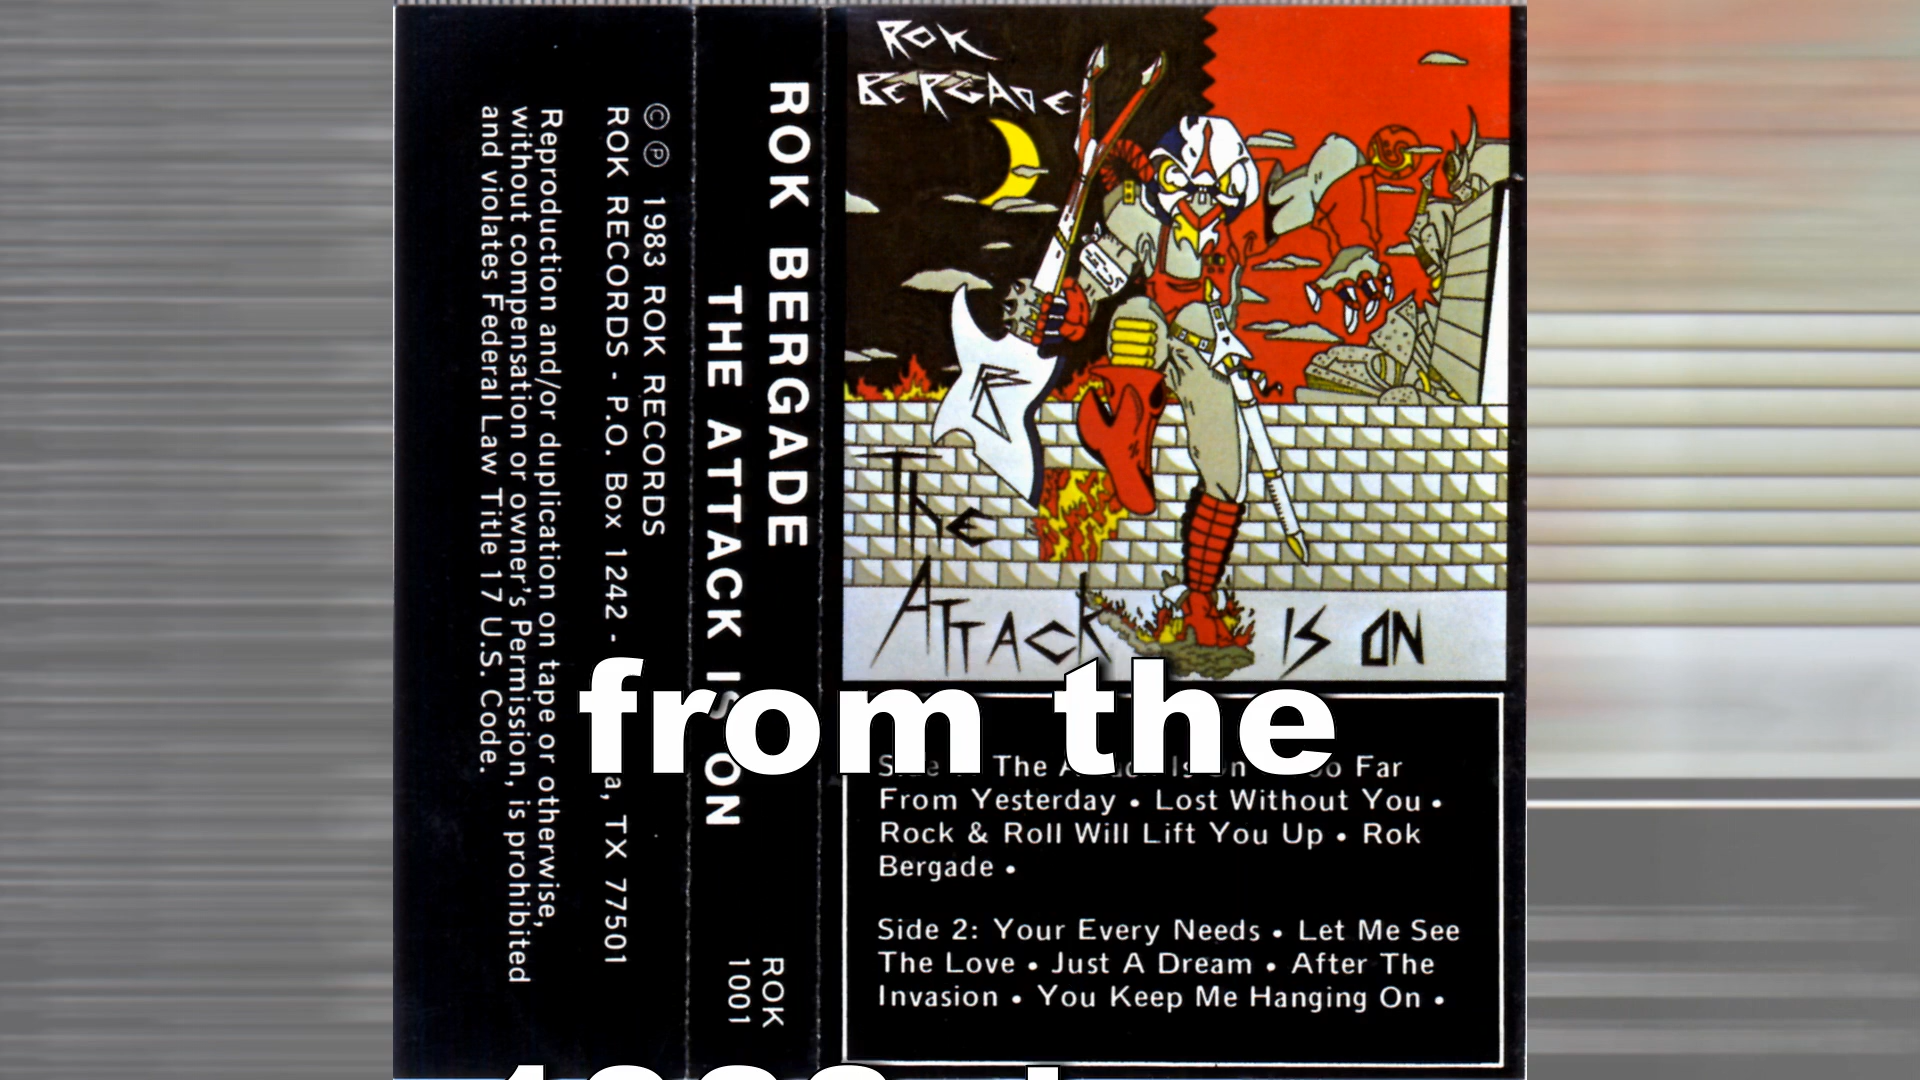 Reproduction and/or duplication on tape or otherwise,
without compensation or owner's Permission, is prohibited
and violates Federal Law Title 17 U.S. Code.
© ℗ 1983 ROK RECORDS
ROK RECORDS - P.O. Box 1242 - a, TX 77501
ROK BERGADE
THE ATTACK IS ON
ROK
1001
ROK
BERGADE
THE
ATTACK IS ON
from the
The Is Far
From Yesterday • Lost Without You •
Rock & Roll Will Lift You Up • Rok
Bergade •
Side 2: Your Every Needs • Let Me See
The Love • Just A Dream • After The
Invasion • You Keep Me Hanging On •